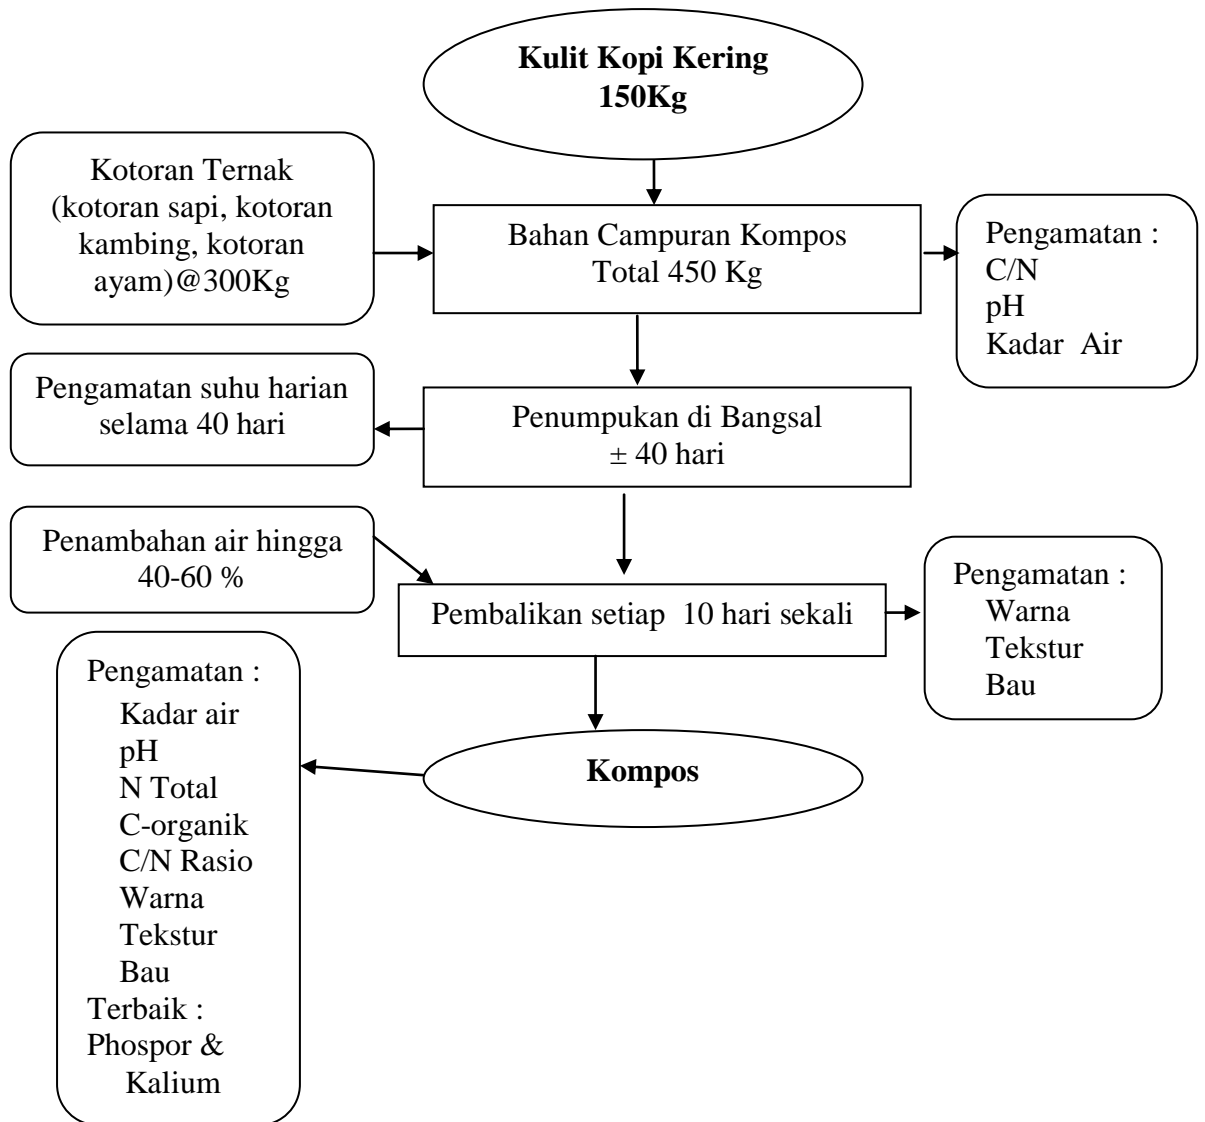 Kulit Kopi Kering
150Kg
Kotoran Ternak
(kotoran sapi, kotoran
kambing, kotoran
ayam)@300Kg
Bahan Campuran Kompos
Total 450 Kg
Pengamatan :
C/N
pH
Kadar Air
Pengamatan suhu harian
selama 40 hari
Penumpukan di Bangsal
± 40 hari
Penambahan air hingga
40-60 %
Pembalikan setiap 10 hari sekali
Pengamatan :
Warna
Tekstur
Bau
Pengamatan :
Kadar air
pH
N Total
C-organik
C/N Rasio
Warna
Tekstur
Bau
Terbaik :
Phospor &
Kalium
Kompos